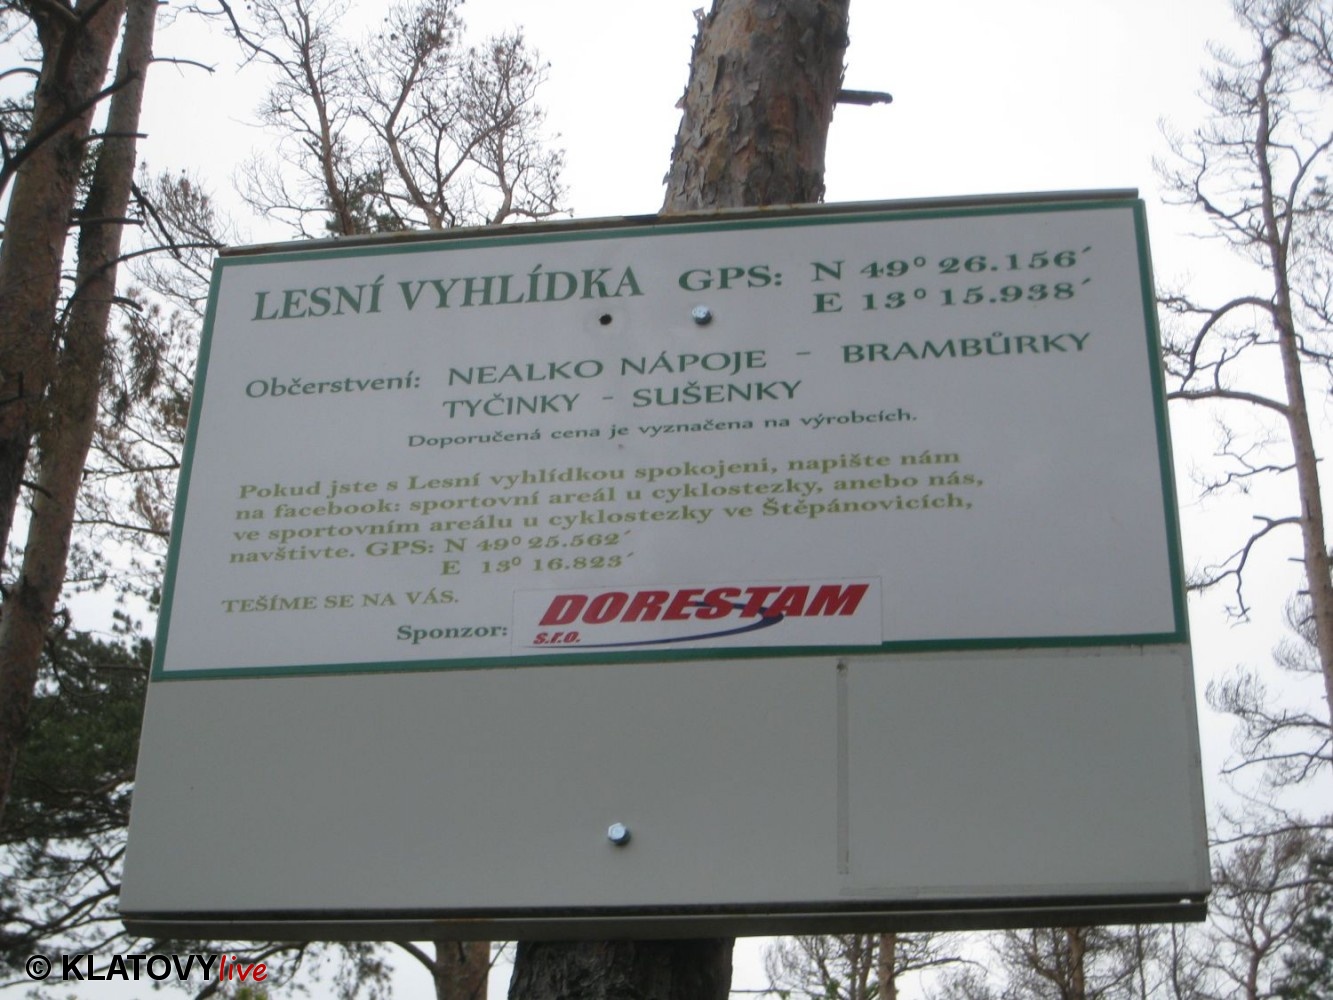 LESNÍ VYHLÍDKA GPS: N 49° 26.156´
E 13° 15.938´
Občerstvení: NEALKO NÁPOJE - BRAMBŮRKY
TYČINKY - SUŠENKY
Doporučená cena je vyznačena na výrobcích.
Pokud jste s Lesní vyhlídkou spokojeni, napište nám
na facebook: sportovní areál u cyklostezky, anebo nás,
ve sportovním areálu u cyklostezky ve Štěpánovicích,
navštivte. GPS: N 49° 25.562´
E 13° 16.823´
TEŠÍME SE NA VÁS.
Sponzor: DORESTAM
s.r.o.
© KLATOVYlive